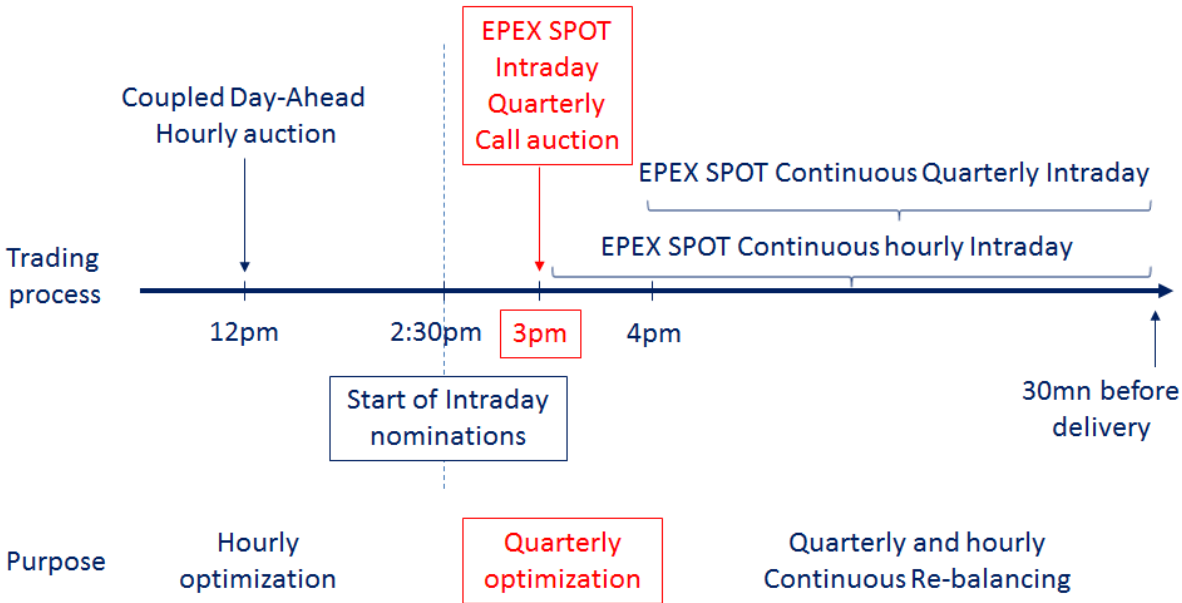 EPEX SPOT
Intraday
Quarterly
Call auction
Coupled Day-Ahead
Hourly auction
EPEX SPOT Continuous Quarterly Intraday
EPEX SPOT Continuous hourly Intraday
Trading
process
12pm
2:30pm
3pm
4pm
Start of Intraday
nominations
30mn before
delivery
Purpose
Hourly
optimization
Quarterly
optimization
Quarterly and hourly
Continuous Re-balancing